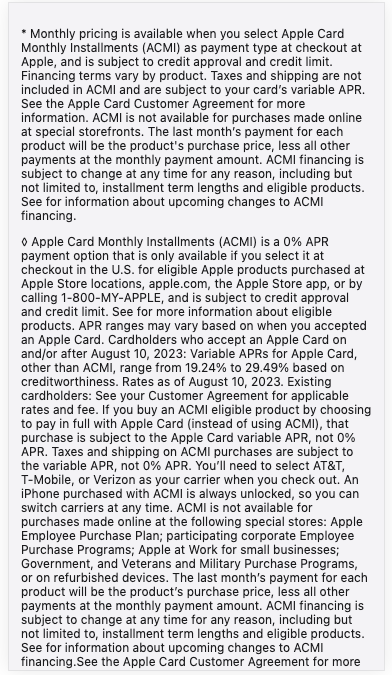 * Monthly pricing is available when you select Apple Card
Monthly Installments (ACMI) as payment type at checkout at
Apple, and is subject to credit approval and credit limit.
Financing terms vary by product. Taxes and shipping are not
included in ACMI and are subject to your card’s variable APR.
See the Apple Card Customer Agreement for more
information. ACMI is not available for purchases made online
at special storefronts. The last month’s payment for each
product will be the product's purchase price, less all other
payments at the monthly payment amount. ACMI financing is
subject to change at any time for any reason, including but
not limited to, installment term lengths and eligible products.
See for information about upcoming changes to ACMI
financing.
◊ Apple Card Monthly Installments (ACMI) is a 0% APR
payment option that is only available if you select it at
checkout in the U.S. for eligible Apple products purchased at
Apple Store locations, apple.com, the Apple Store app, or by
calling 1-800-MY-APPLE, and is subject to credit approval
and credit limit. See for more information about eligible
products. APR ranges may vary based on when you accepted
an Apple Card. Cardholders who accept an Apple Card on
and/or after August 10, 2023: Variable APRs for Apple Card,
other than ACMI, range from 19.24% to 29.49% based on
creditworthiness. Rates as of August 10, 2023. Existing
cardholders: See your Customer Agreement for applicable
rates and fee. If you buy an ACMI eligible product by choosing
to pay in full with Apple Card (instead of using ACMI), that
purchase is subject to the Apple Card variable APR, not 0%
APR. Taxes and shipping on ACMI purchases are subject to
the variable APR, not 0% APR. You’ll need to select AT&T,
T-Mobile, or Verizon as your carrier when you check out. An
iPhone purchased with ACMI is always unlocked, so you can
switch carriers at any time. ACMI is not available for
purchases made online at the following special stores: Apple
Employee Purchase Plan; participating corporate Employee
Purchase Programs; Apple at Work for small businesses;
Government, and Veterans and Military Purchase Programs,
or on refurbished devices. The last month’s payment for each
product will be the product’s purchase price, less all other
payments at the monthly payment amount. ACMI financing is
subject to change at any time for any reason, including but
not limited to, installment term lengths and eligible products.
See for information about upcoming changes to ACMI
financing.See the Apple Card Customer Agreement for more